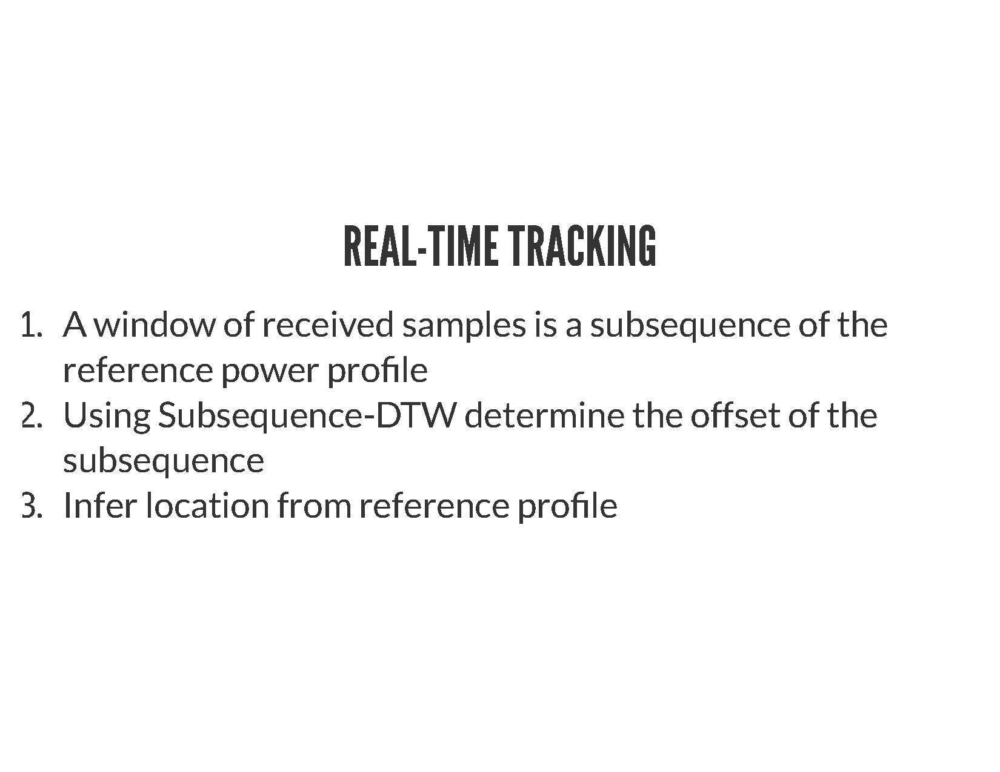 REAL-TIME TRACKING
1. A window of received samples is a subsequence of the
reference power profile
2. Using Subsequence-DTW determine the offset of the
subsequence
3. Infer location from reference profile